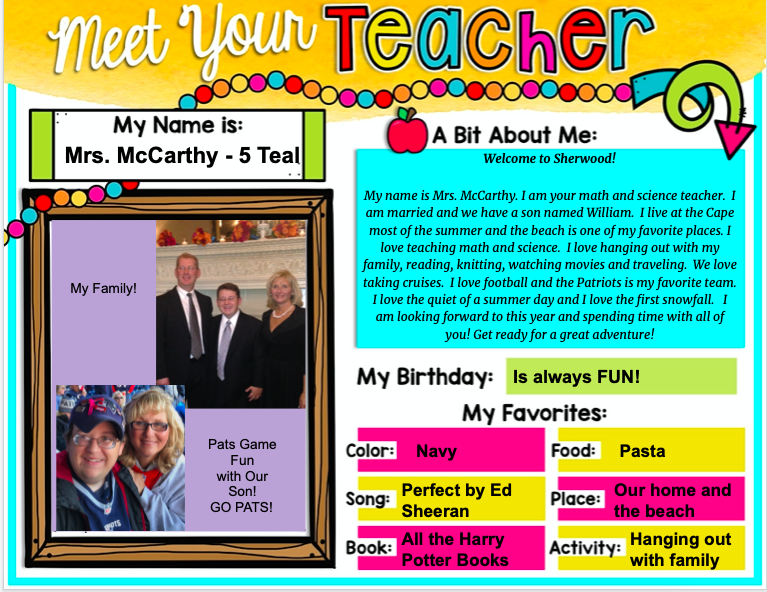 Meet Your Teacher
My Name is:
Mrs. McCarthy - 5 Teal
My Family!
Pats Game
Fun
with Our
Son!
GO PATS!
A Bit About Me:
Welcome to Sherwood!
My name is Mrs. McCarthy. I am your math and science teacher. I
am married and we have a son named William. I live at the Cape
most of the summer and the beach is one of my favorite places. I
love teaching math and science. I love hanging out with my
family, reading, knitting, watching movies and traveling. We love
taking cruises. I love football and the Patriots is my favorite team.
I love the quiet of a summer day and I love the first snowfall. I
am looking forward to this year and spending time with all of
you! Get ready for a great adventure!
My Birthday: Is always FUN!
My Favorites:
Color: Navy
Food: Pasta
Song: Perfect by Ed
Sheeran
Place: Our home and
the beach
Book: All the Harry
Potter Books
Activity: Hanging out
with family